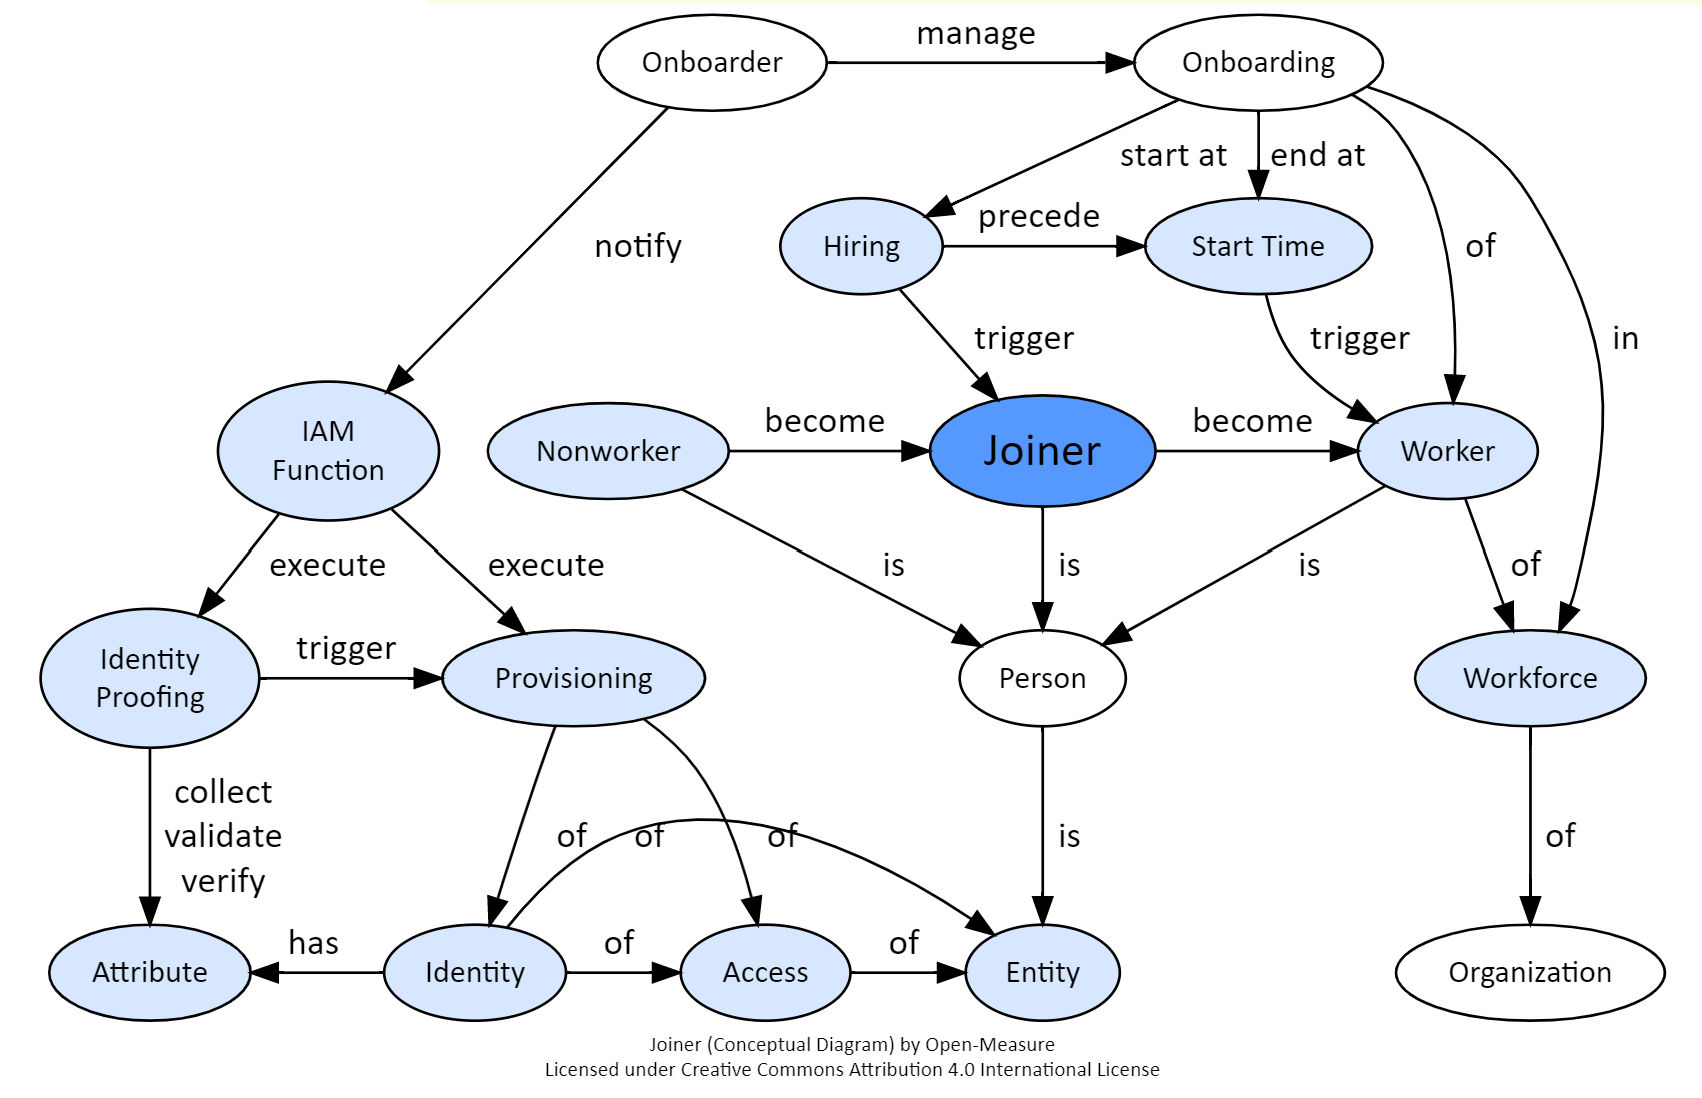 manage
Onboarder
Onboarding
start at
end at
precede
Hiring
Start Time
notify
of
trigger
trigger
in
become
become
IAM
Function
Nonworker
Joiner
Worker
execute
execute
is
is
is
of
trigger
Identity
Proofing
Provisioning
Person
Workforce
collect
validate
verify
of
of
of
is
of
has
of
of
Attribute
Identity
Access
Entity
Organization
Joiner (Conceptual Diagram) by Open-Measure
Licensed under Creative Commons Attribution 4.0 International License